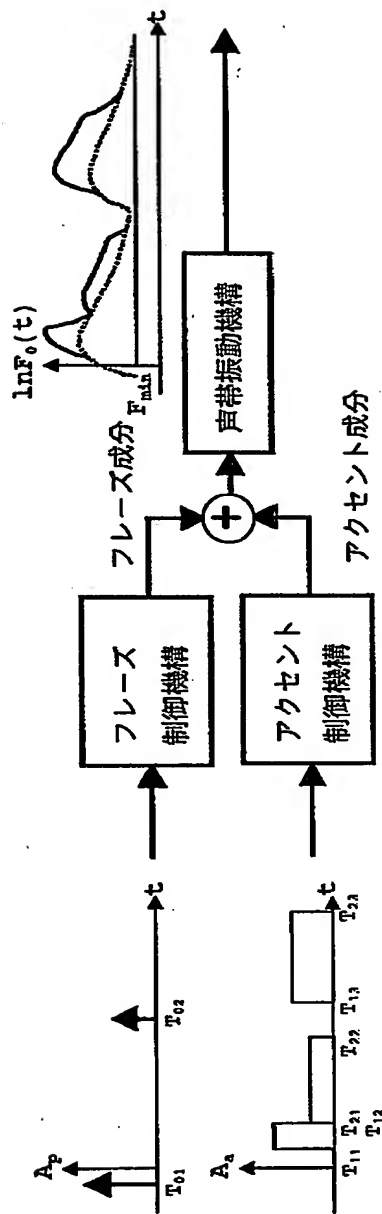 Ap
t
T01
T02
フレーズ
制御機構
フレーズ成分
lnF0(t)
Fmin
t
声帯振動機構
+
Aa
t
T11
T21
T12
T22
T13
T23
アクセント
制御機構
アクセント成分